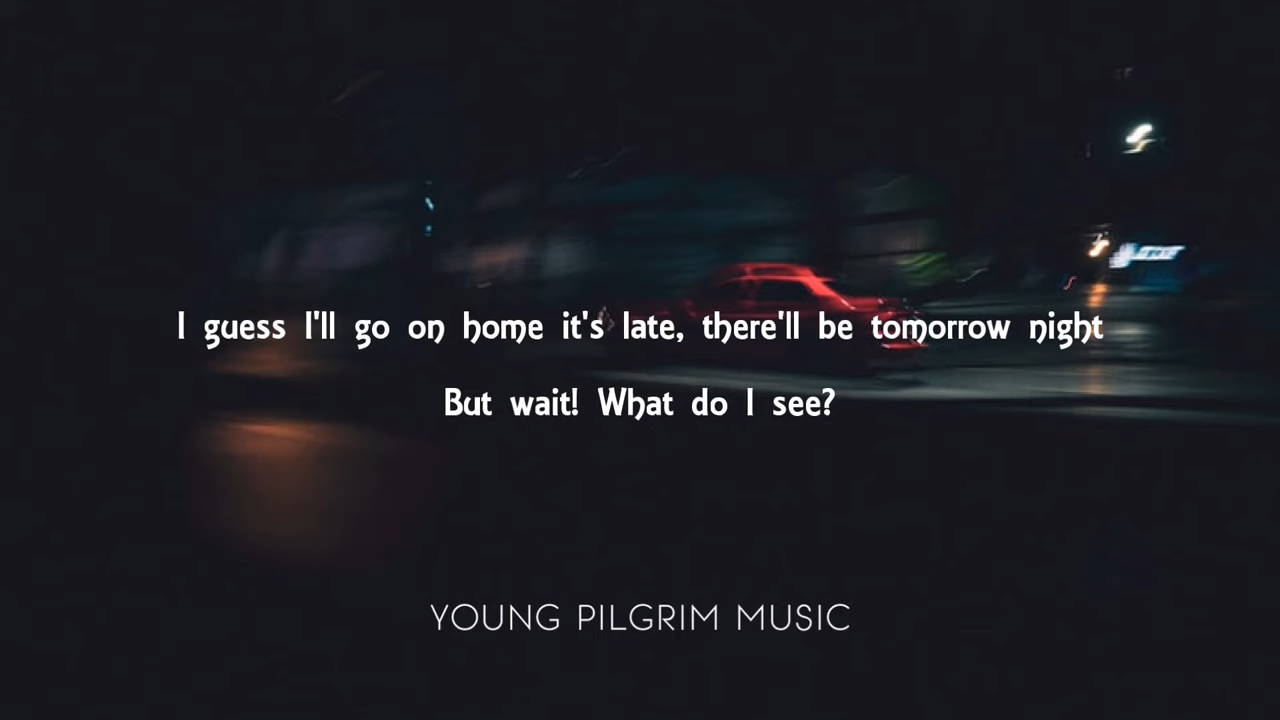 I guess I'll go on home it's late, there'll be tomorrow night
But wait! What do I see?
YOUNG PILGRIM MUSIC